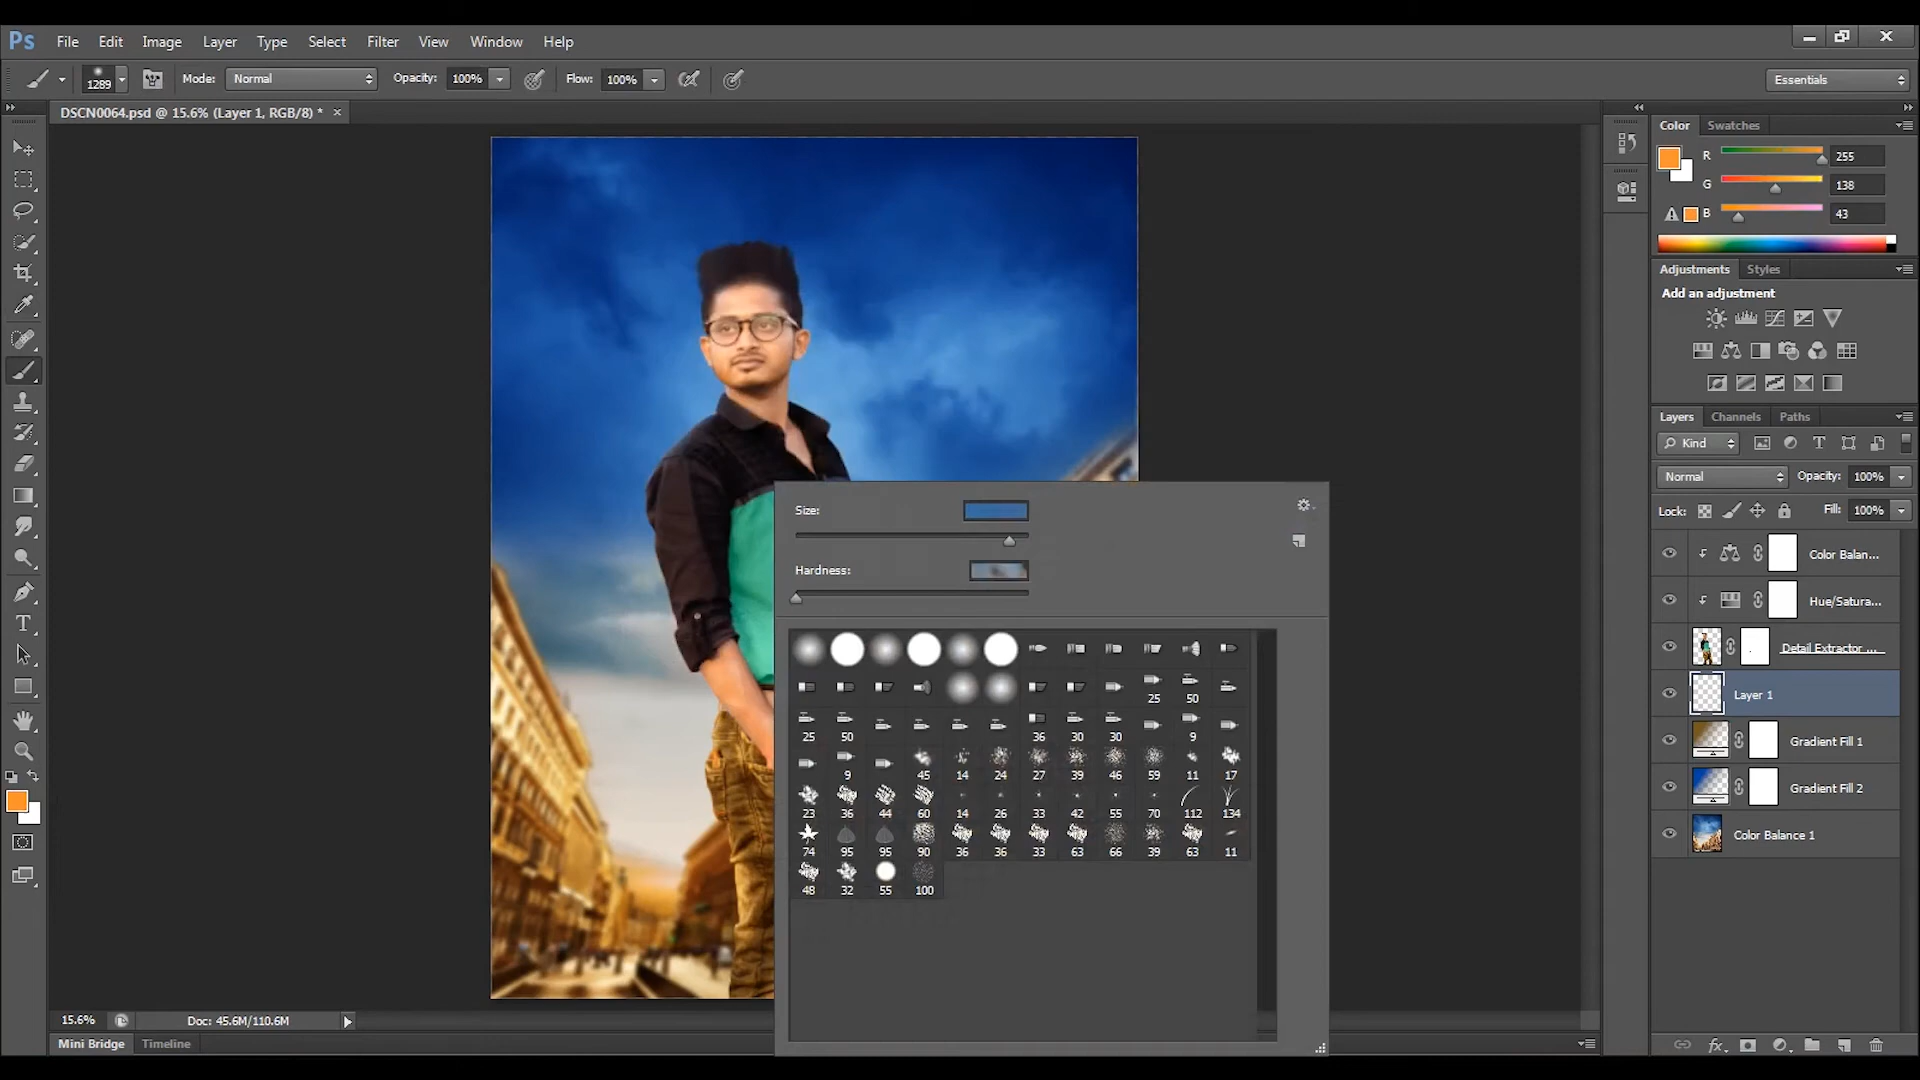 Ps File Edit Image Layer Type Select Filter View Window Help
1289 Mode: Normal Opacity: 100% Flow: 100% Essentials
DSCN0064.psd @ 15.6% (Layer 1, RGB/8) * ×
Color Swatches
R 255
G 138
B 43
Adjustments Styles
Add an adjustment
Layers Channels Paths
Kind
Normal Opacity: 100%
Lock: Fill: 100%
Color Balan...
Hue/Satura...
Detail Extractor ...
Layer 1
Gradient Fill 1
Gradient Fill 2
Color Balance 1
Size:
Hardness:
25 50
25 50 36 30 30 9
9 45 14 24 27 39 46 59 11 17
23 36 44 60 14 26 33 42 55 70 112 134
74 95 95 90 36 36 33 63 66 39 63 11
48 32 55 100
15.6% Doc: 45.6M/110.6M
Mini Bridge Timeline